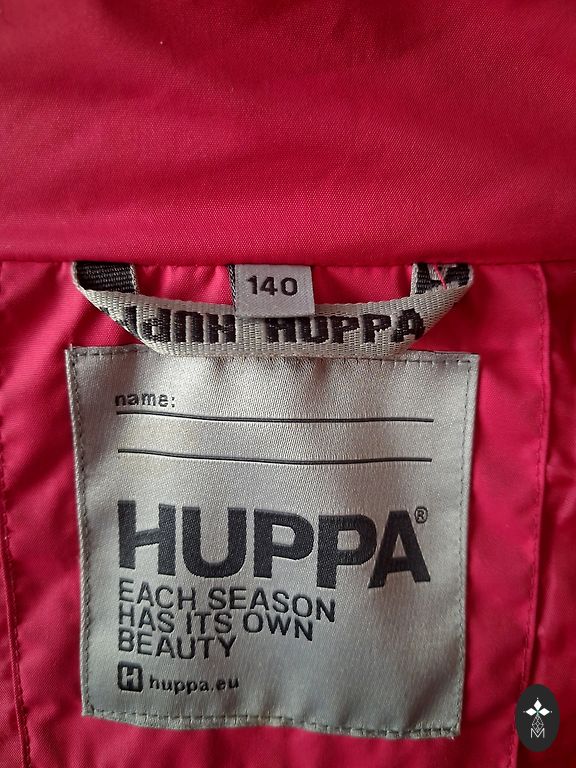 140
HUPPA
name:
HUPPA®
EACH SEASON
HAS ITS OWN
BEAUTY
H huppa.eu
M